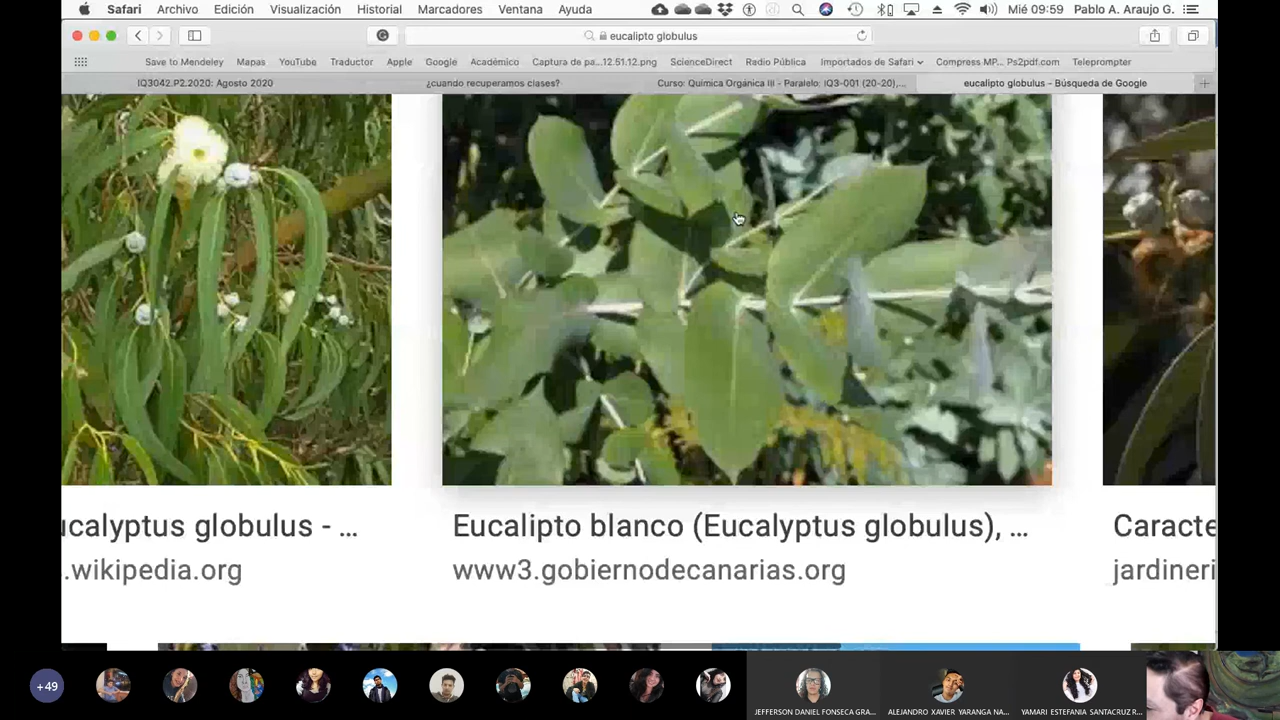 Safari Archivo Edición Visualización Historial Marcadores Ventana Ayuda Mié 09:59 Pablo A. Araujo G.
eucalipto globulus
Save to Mendeley Mapas YouTube Traductor Apple Google Académico Captura de pa...12.51.12.png ScienceDirect Radio Pública Importados de Safari Compress MP... Ps2pdf.com Teleprompter
IQ3042.P2.2020: Agosto 2020 ¿cuando recuperamos clases? Curso: Química Orgánica III - Paralelo: IQ3-001 (20-20),... eucalipto globulus - Búsqueda de Google
ucalyptus globulus - ... Eucalipto blanco (Eucalyptus globulus), ... Caracte
.wikipedia.org www3.gobiernodecanarias.org jardineri
+49
JEFFERSON DANIEL FONSECA GRA... ALEJANDRO XAVIER YARANGA NA... YAMARI ESTEFANIA SANTACRUZ R...